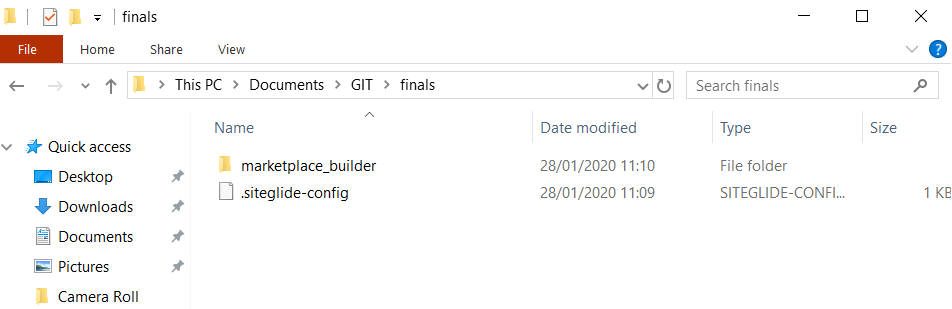 finals
File Home Share View
This PC Documents GIT finals Search finals
Name Date modified Type Size
Quick access
marketplace_builder 28/01/2020 11:10 File folder
Desktop
.siteglide-config 28/01/2020 11:09 SITEGLIDE-CONFI... 1 KB
Downloads
Documents
Pictures
Camera Roll